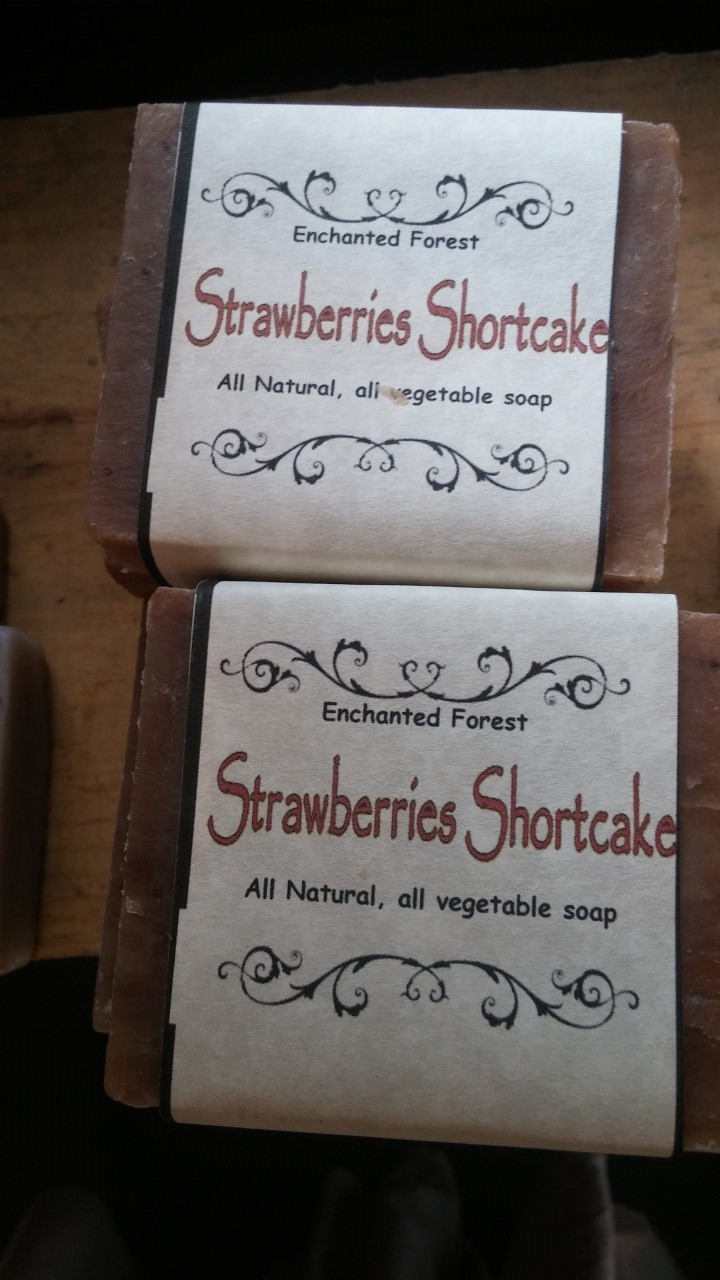 Enchanted Forest
Strawberries Shortcake
All Natural, all vegetable soap
Enchanted Forest
Strawberries Shortcake
All Natural, all vegetable soap